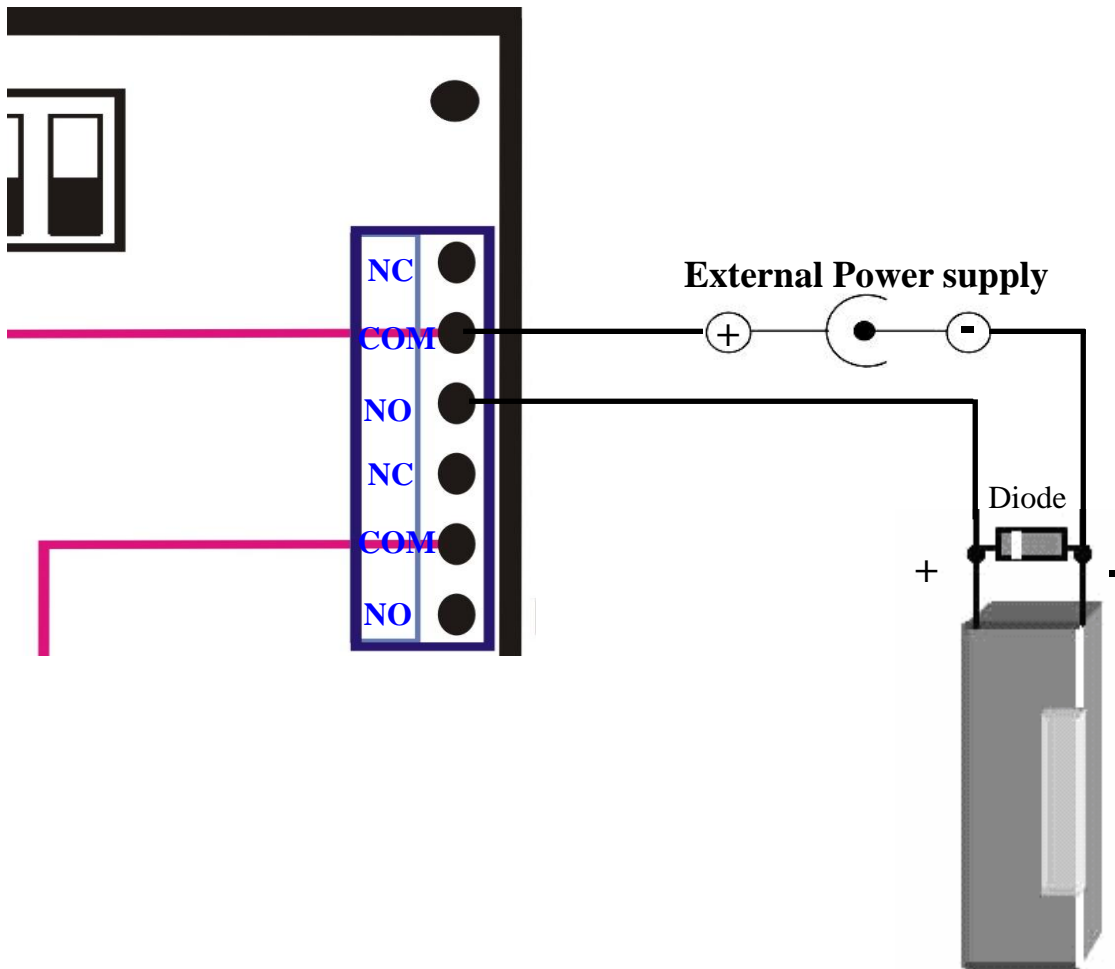 NC
COM
NO
NC
COM
NO
External Power supply
+ -
Diode
+ -